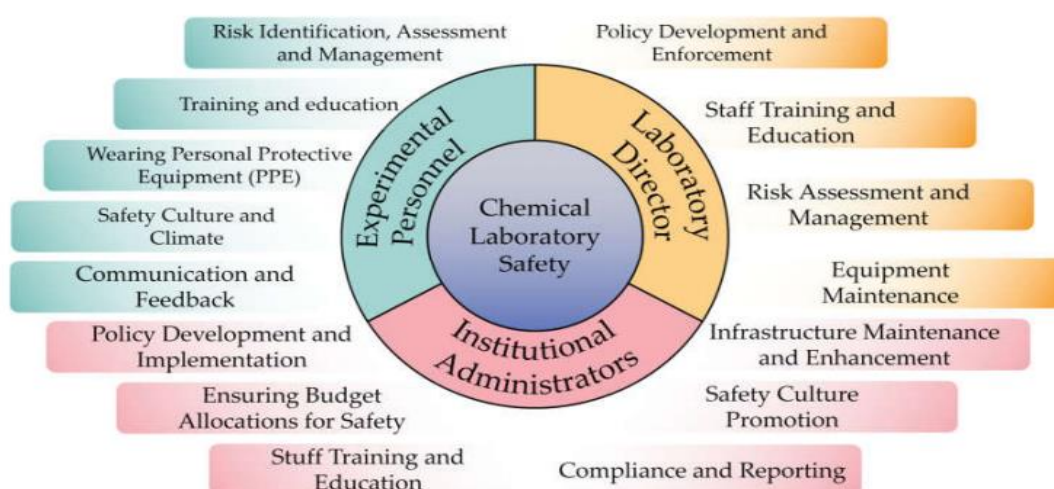 Risk Identification, Assessment
and Management
Training and education
Wearing Personal Protective
Equipment (PPE)
Safety Culture and
Climate
Communication and
Feedback
Policy Development and
Implementation
Ensuring Budget
Allocations for Safety
Stuff Training and
Education
Experimental
Personnel
Chemical
Laboratory
Safety
Laboratory
Director
Institutional
Administrators
Policy Development and
Enforcement
Staff Training and
Education
Risk Assessment and
Management
Equipment
Maintenance
Infrastructure Maintenance
and Enhancement
Safety Culture
Promotion
Compliance and Reporting